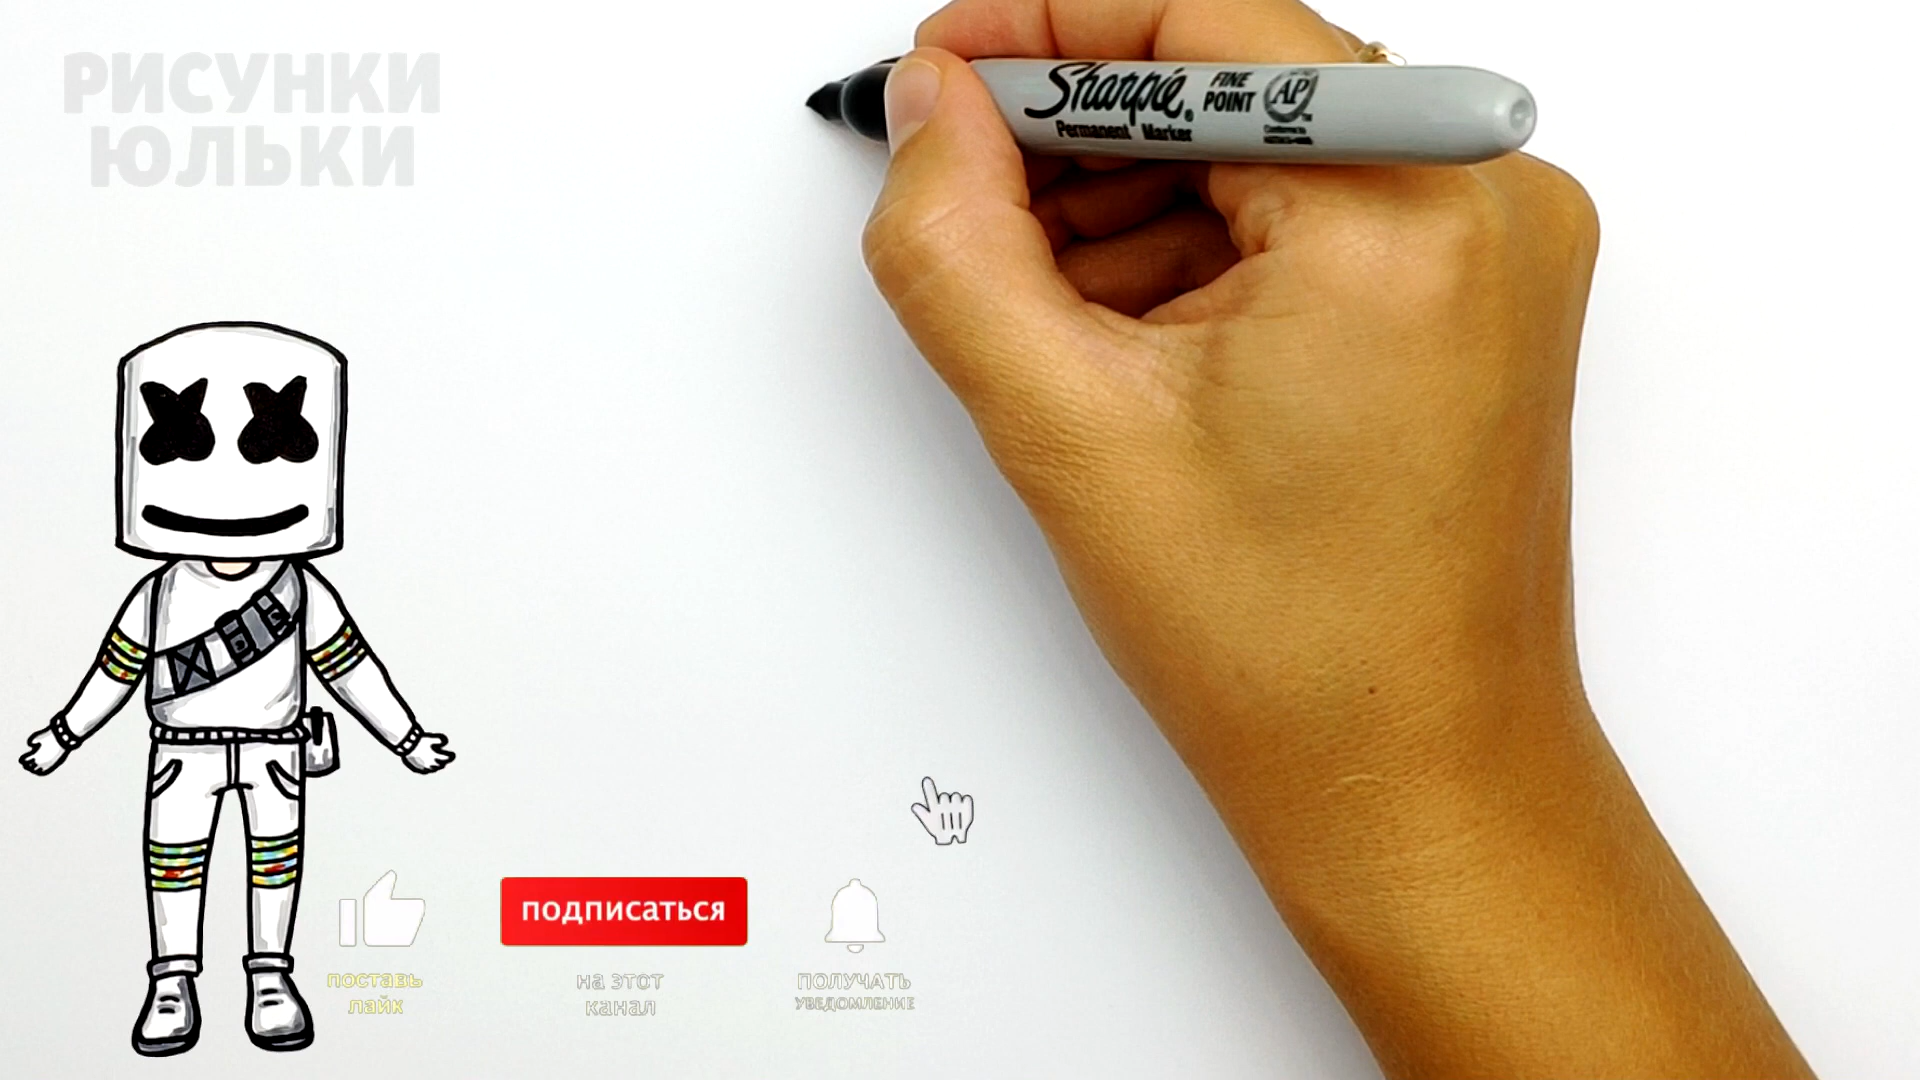 РИСУНКИ
ЮЛЬКИ
Sharpie
FINE
POINT
AP
Permanent Marker
подписаться
поставь
лайк
на этот
канал
ПОЛУЧАТЬ
УВЕДОМЛЕНИЕ